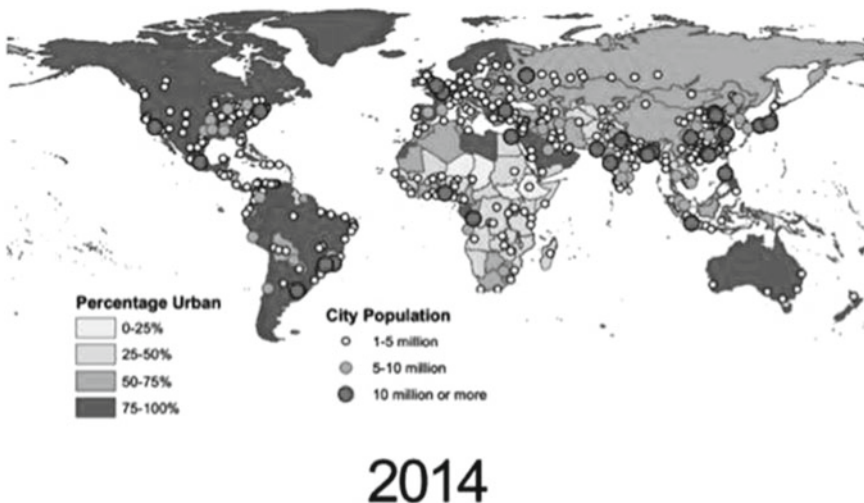 Percentage Urban
0-25%
25-50%
50-75%
75-100%
City Population
1-5 million
5-10 million
10 million or more
2014